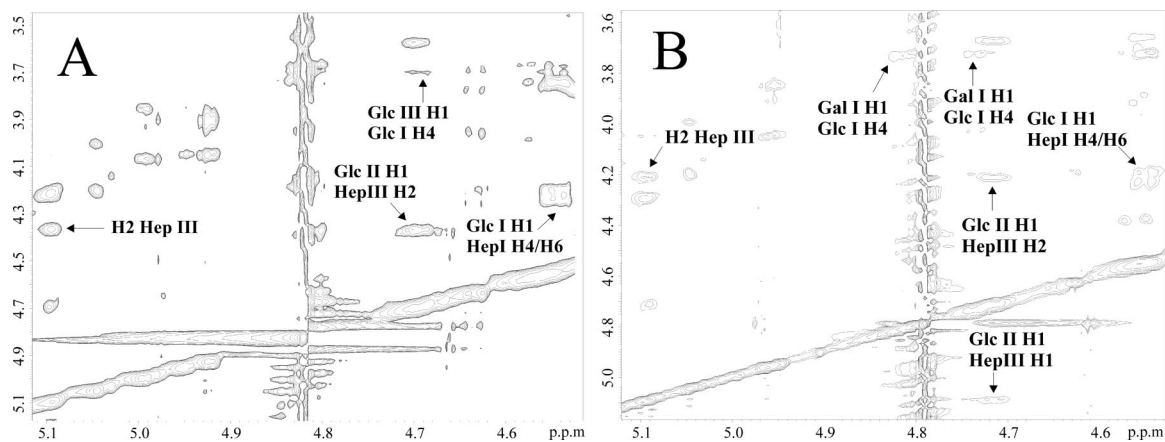 A
3.5
3.7
3.9
4.1
4.3
4.5
4.7
4.9
5.1
Glc III H1
Glc I H4
Glc II H1
HepIII H2
H2 Hep III
Glc I H1
HepI H4/H6
5.1
5.0
4.9
4.8
4.7
4.6
p.p.m
B
3.6
3.8
4.0
4.2
4.4
4.6
4.8
5.0
Gal I H1
Glc I H4
Gal I H1
Glc I H4
Glc I H1
HepI H4/H6
H2 Hep III
Glc II H1
HepIII H2
Glc II H1
HepIII H1
5.1
5.0
4.9
4.8
4.7
4.6
p.p.m